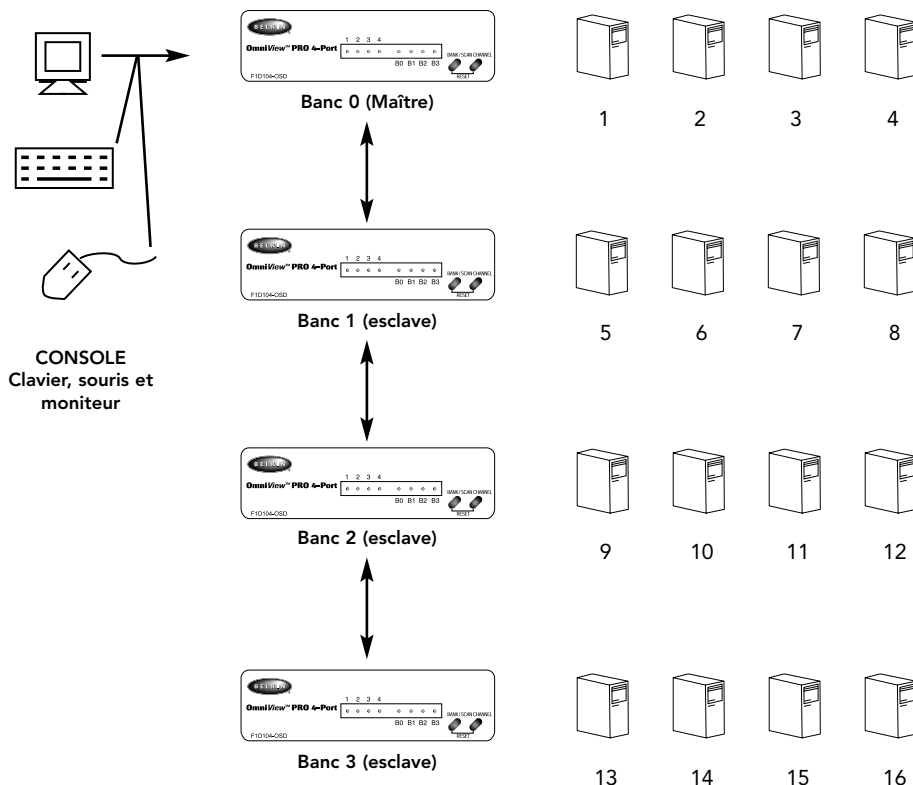 BELKIN
1 2 3 4
OmniView™ PRO 4-Port
BANK/SCAN CHANNEL
B0 B1 B2 B3
F1D104-OSD
RESET
Banc 0 (Maître)
1 2 3 4
BELKIN
1 2 3 4
OmniView™ PRO 4-Port
BANK/SCAN CHANNEL
B0 B1 B2 B3
F1D104-OSD
RESET
Banc 1 (esclave)
5 6 7 8
CONSOLE
Clavier, souris et
moniteur
BELKIN
1 2 3 4
OmniView™ PRO 4-Port
BANK/SCAN CHANNEL
B0 B1 B2 B3
F1D104-OSD
RESET
Banc 2 (esclave)
9 10 11 12
BELKIN
1 2 3 4
OmniView™ PRO 4-Port
BANK/SCAN CHANNEL
B0 B1 B2 B3
F1D104-OSD
RESET
Banc 3 (esclave)
13 14 15 16